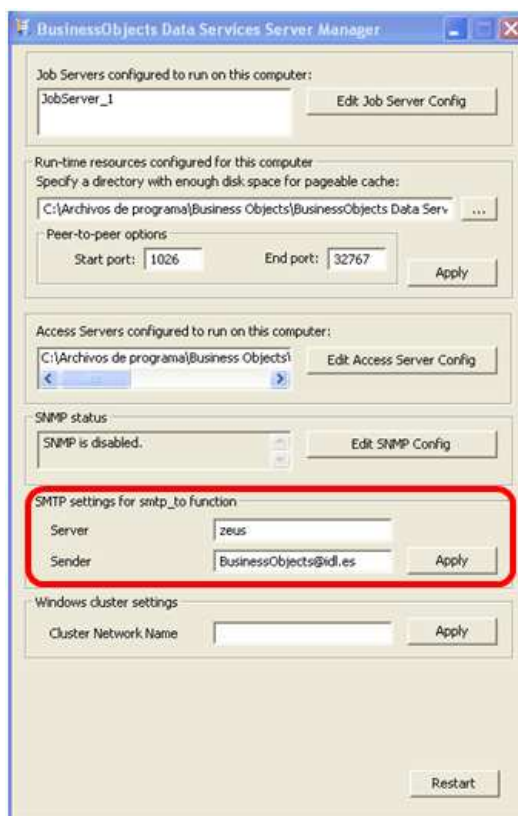 BusinessObjects Data Services Server Manager
Job Servers configured to run on this computer:
JobServer_1
Edit Job Server Config
Run-time resources configured for this computer
Specify a directory with enough disk space for pageable cache:
C:\Archivos de programa\Business Objects\BusinessObjects Data Serv
...
Peer-to-peer options
Start port: 1026 End port: 32767
Apply
Access Servers configured to run on this computer:
C:\Archivos de programa\Business Objects\
Edit Access Server Config
SNMP status
SNMP is disabled.
Edit SNMP Config
SMTP settings for smtp_to function
Server zeus
Sender BusinessObjects@idl.es Apply
Windows cluster settings
Cluster Network Name Apply
Restart